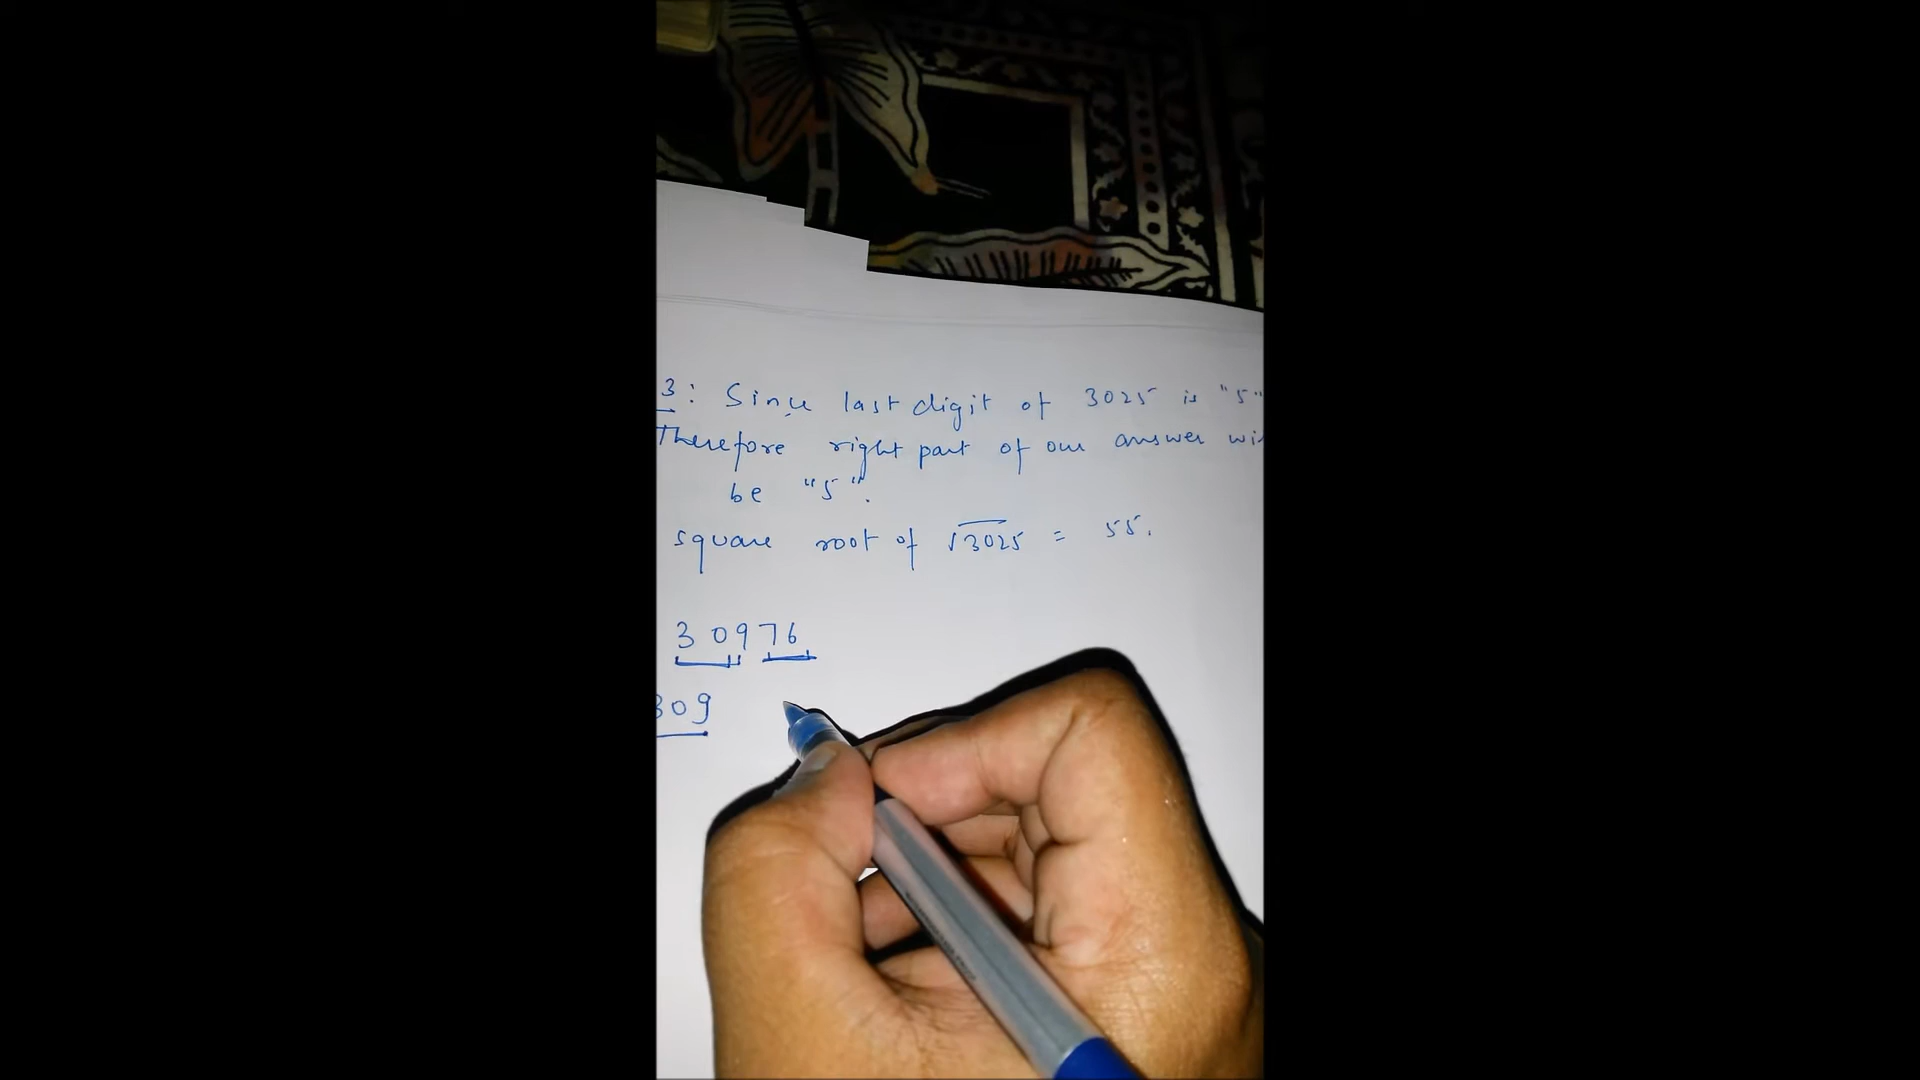 3: Since last digit of 3025 is "5"
Therefore right part of our answer wi
be "5".
square root of √3025 = 55.
30976
309